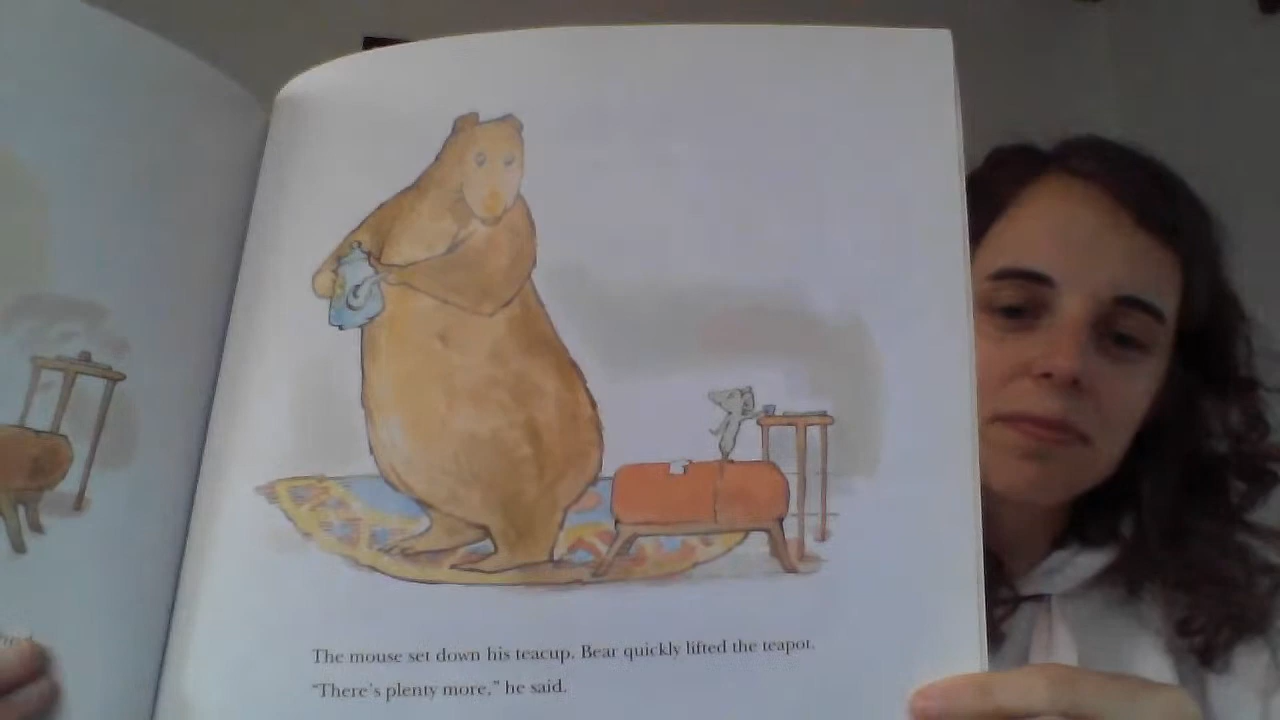 The mouse set down his teacup. Bear quickly lifted the teapot.
"There's plenty more," he said.